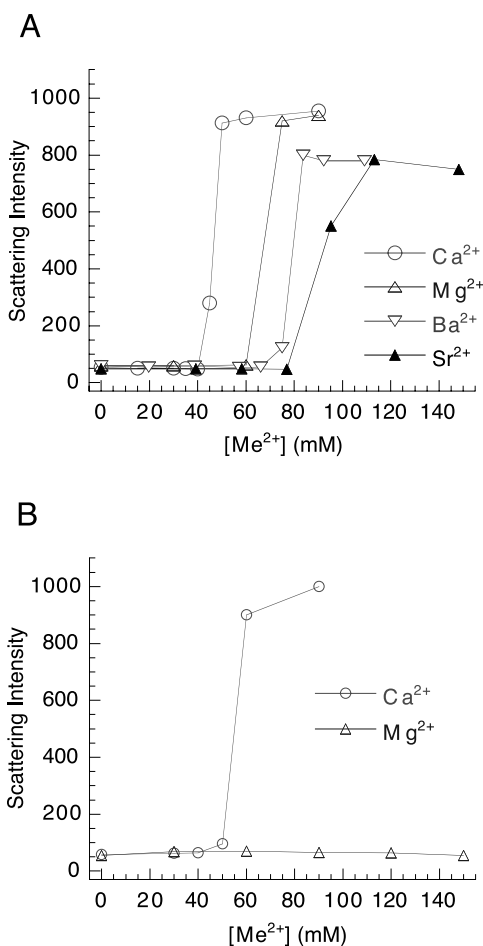 A
Scattering Intensity
1000
800
600
400
200
0
0 20 40 60 80 100 120 140
[Me²⁺] (mM)
Ca²⁺
Mg²⁺
Ba²⁺
Sr²⁺
B
Scattering Intensity
1000
800
600
400
200
0
0 20 40 60 80 100 120 140
[Me²⁺] (mM)
Ca²⁺
Mg²⁺